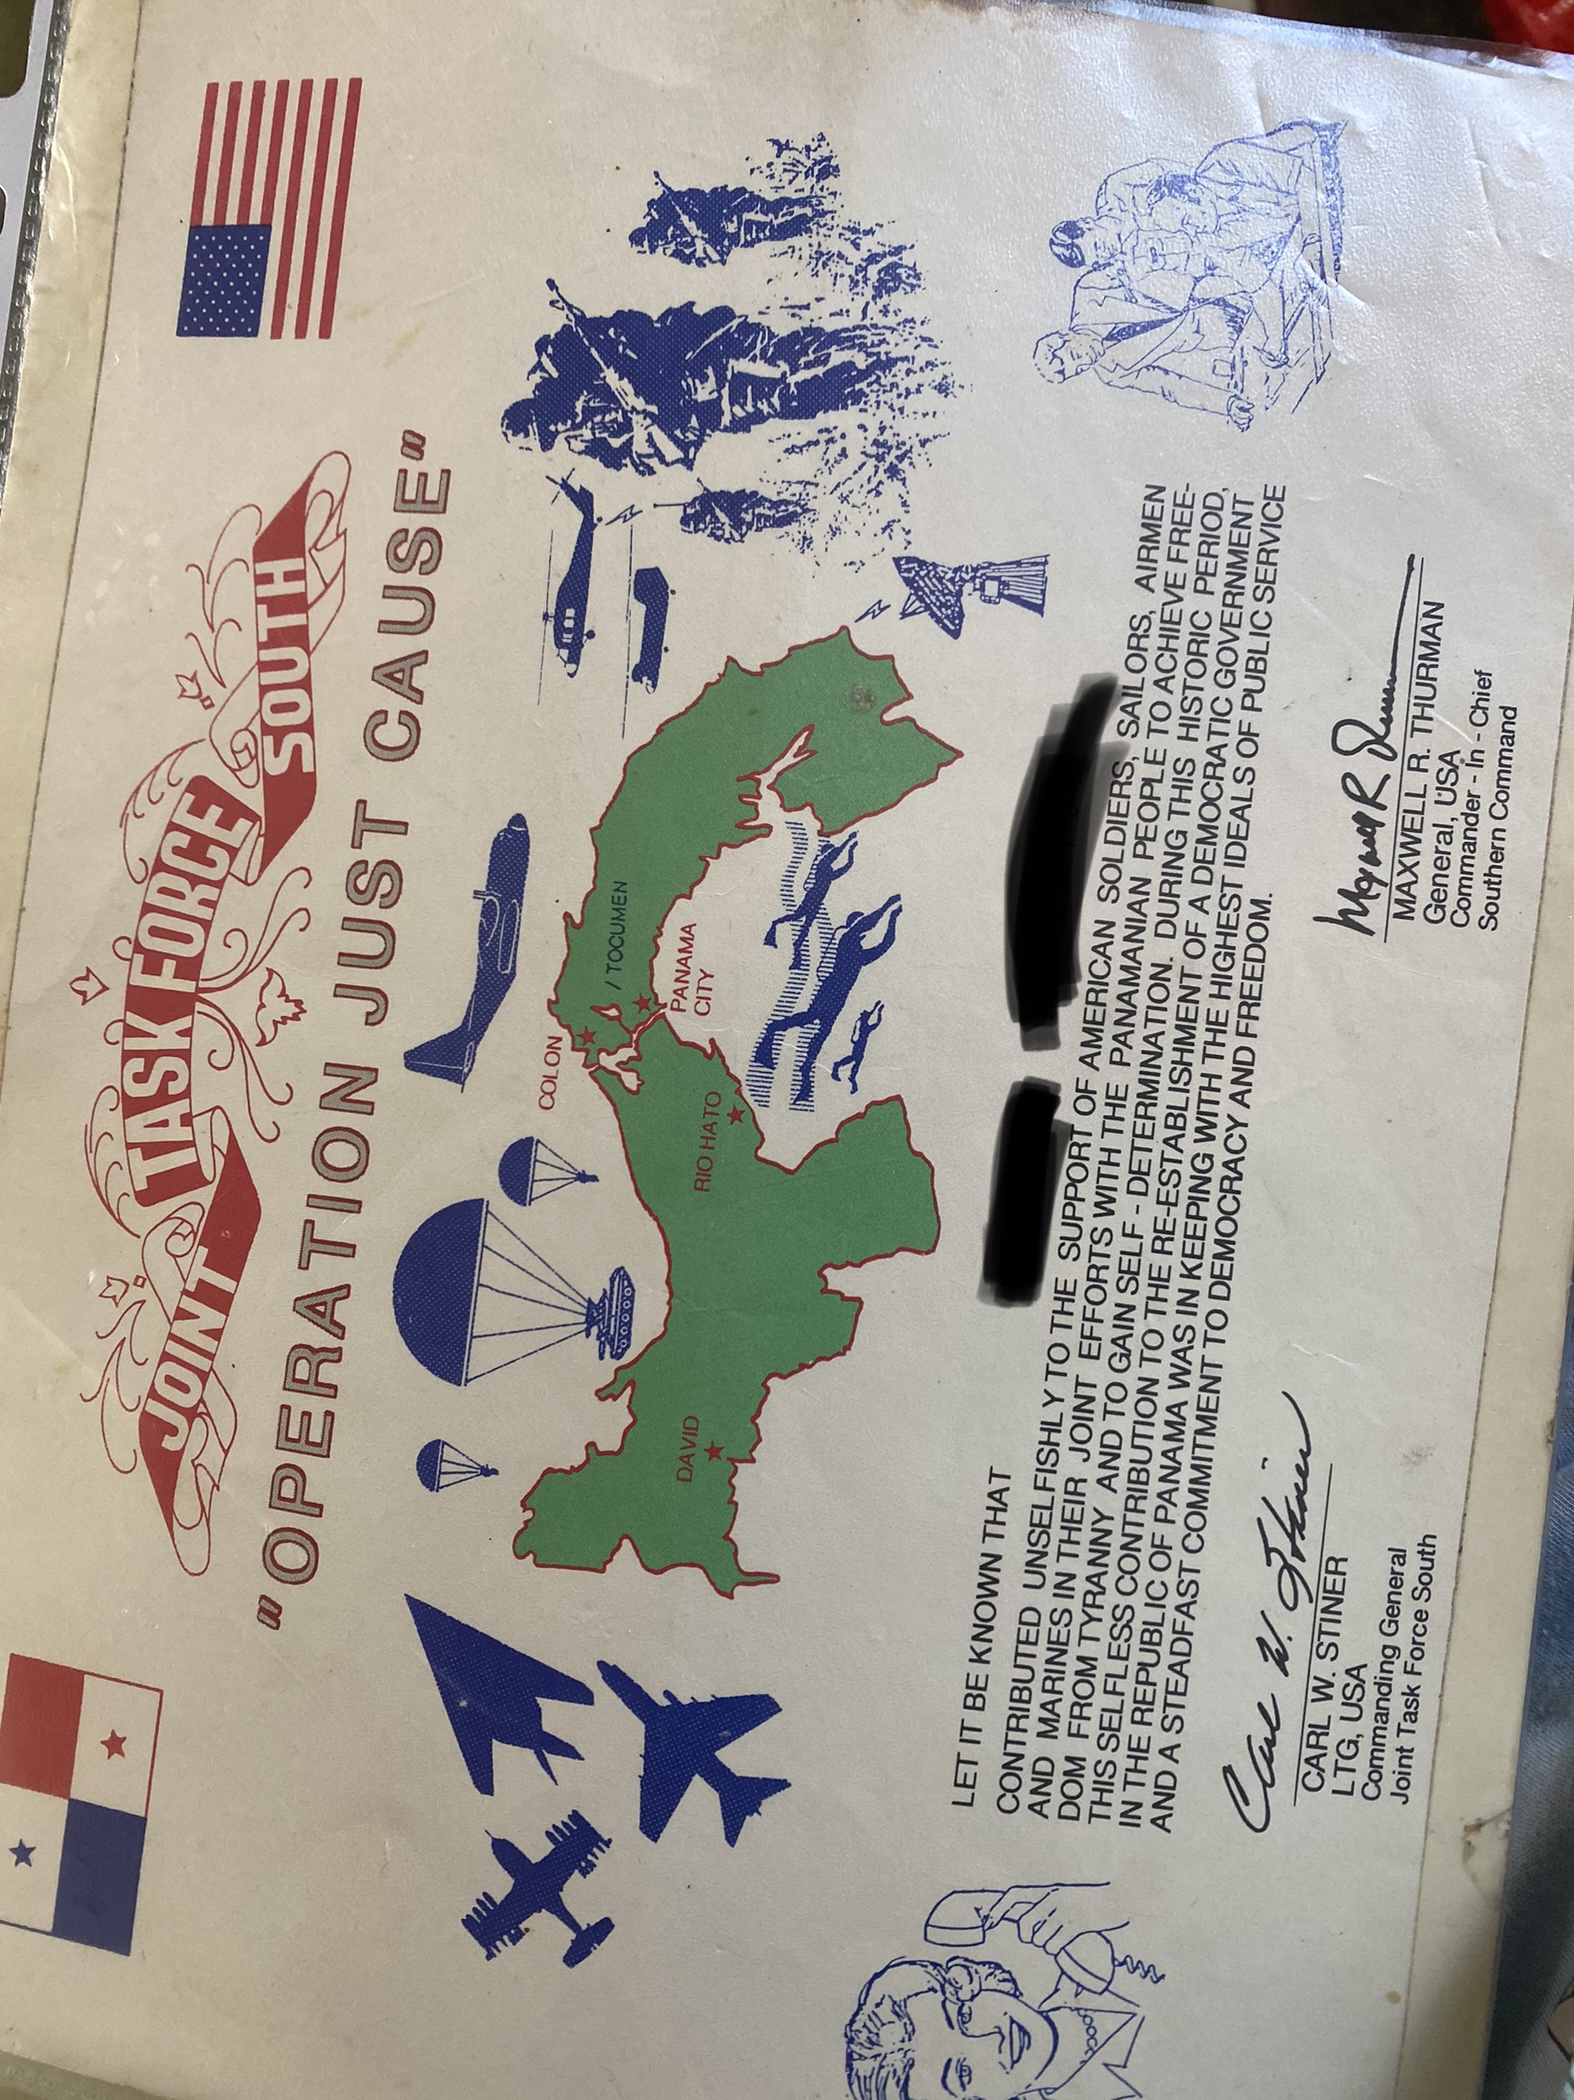 JOINT TASK FORCE SOUTH
"OPERATION JUST CAUSE"
COLON
/ TOCUMEN
PANAMA
CITY
RIO HATO
DAVID
LET IT BE KNOWN THAT
CONTRIBUTED UNSELFISHLY TO THE SUPPORT OF AMERICAN SOLDIERS, SAILORS, AIRMEN
AND MARINES IN THEIR JOINT EFFORTS WITH THE PANAMANIAN PEOPLE TO ACHIEVE FREE-
DOM FROM TYRANNY AND TO GAIN SELF - DETERMINATION. DURING THIS HISTORIC PERIOD,
THIS SELFLESS CONTRIBUTION TO THE RE-ESTABLISHMENT OF A DEMOCRATIC GOVERNMENT
IN THE REPUBLIC OF PANAMA WAS IN KEEPING WITH THE HIGHEST IDEALS OF PUBLIC SERVICE
AND A STEADFAST COMMITMENT TO DEMOCRACY AND FREEDOM.
Carl W. Stiner
CARL W. STINER
LTG, USA
Commanding General
Joint Task Force South
Maxwell R Thurman
MAXWELL R. THURMAN
General, USA
Commander - In - Chief
Southern Command